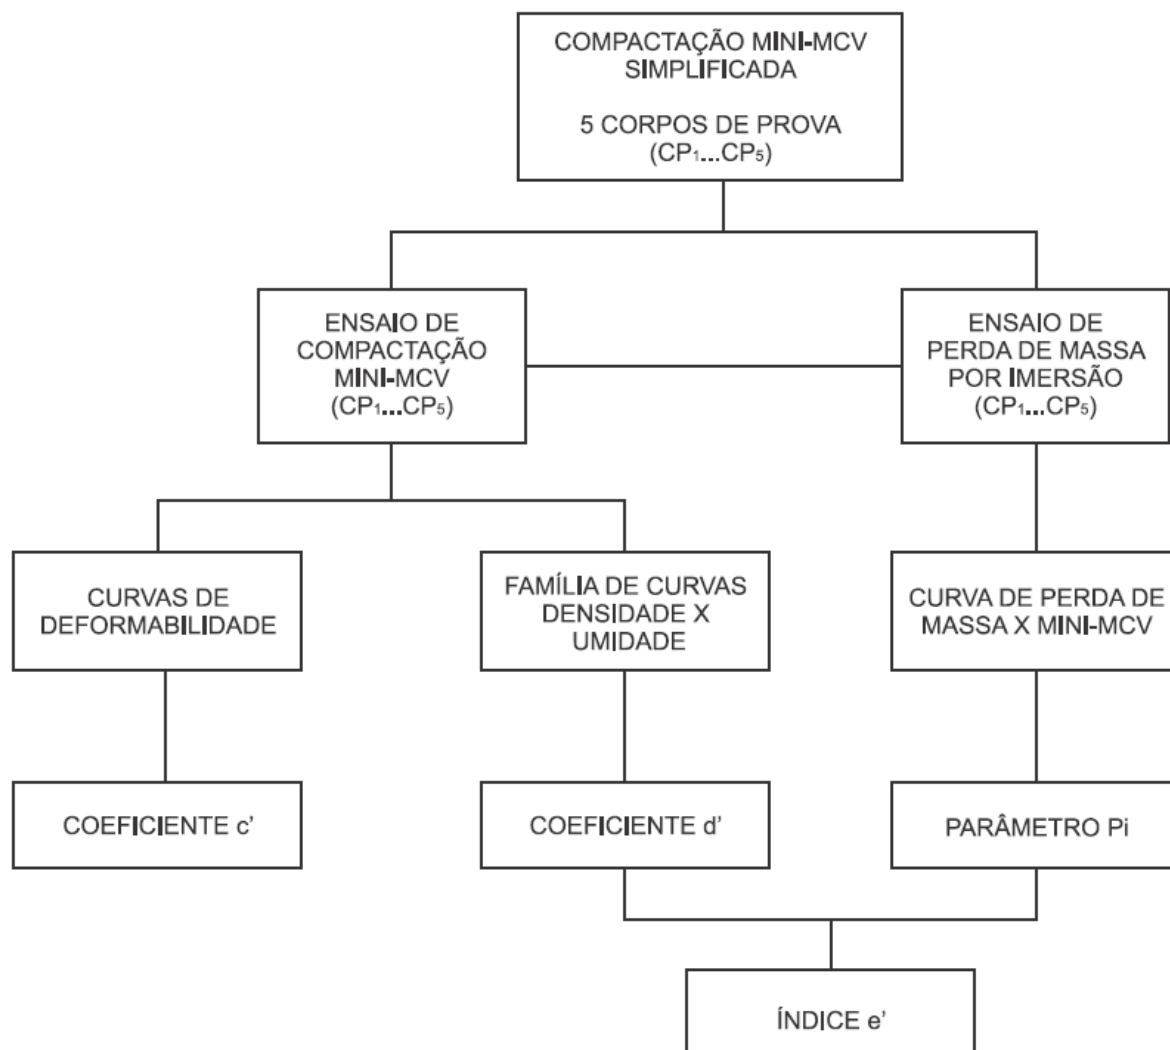 COMPACTAÇÃO MINI-MCV
SIMPLIFICADA
5 CORPOS DE PROVA
(CP₁...CP₅)
ENSAIO DE
COMPACTAÇÃO
MINI-MCV
(CP₁...CP₅)
ENSAIO DE
PERDA DE MASSA
POR IMERSÃO
(CP₁...CP₅)
CURVAS DE
DEFORMABILIDADE
FAMÍLIA DE CURVAS
DENSIDADE X
UMIDADE
CURVA DE PERDA DE
MASSA X MINI-MCV
COEFICIENTE c’
COEFICIENTE d’
PARÂMETRO Pi
ÍNDICE e’